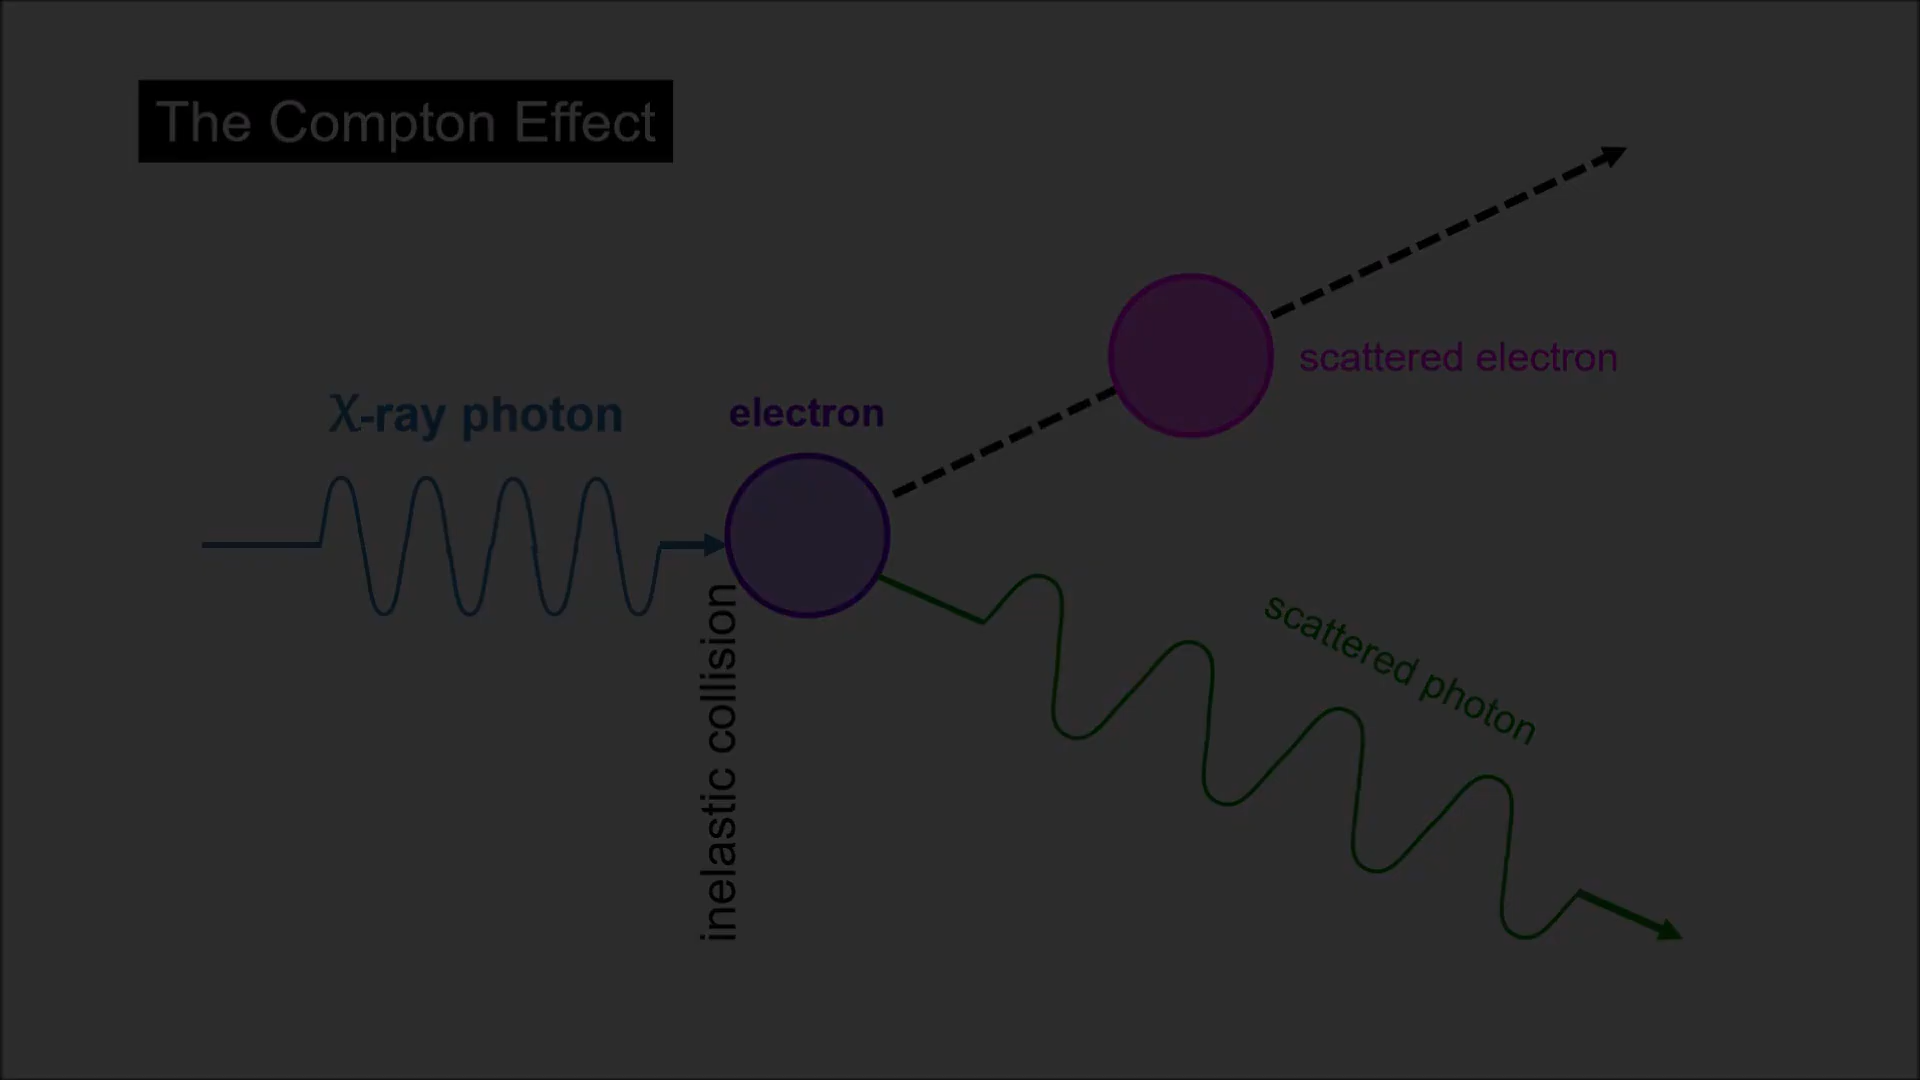 The Compton Effect
scattered electron
X-ray photon
electron
scattered photon
inelastic collision